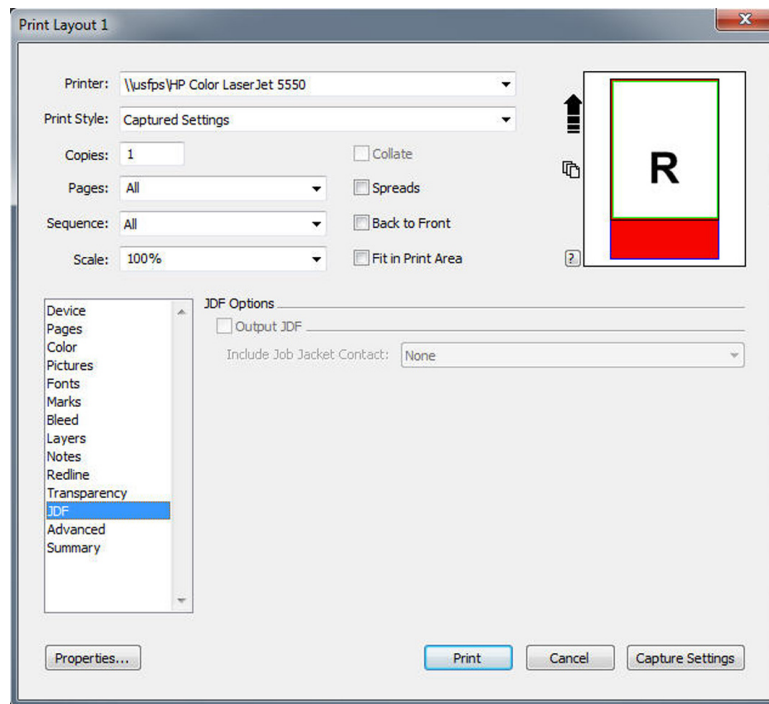 Print Layout 1
Printer: \\usfps\HP Color LaserJet 5550
Print Style: Captured Settings
Copies: 1 Collate
Pages: All Spreads
Sequence: All Back to Front
Scale: 100% Fit in Print Area
R
?
Device
Pages
Color
Pictures
Fonts
Marks
Bleed
Layers
Notes
Redline
Transparency
JDF
Advanced
Summary
JDF Options
Output JDF
Include Job Jacket Contact: None
Properties... Print Cancel Capture Settings